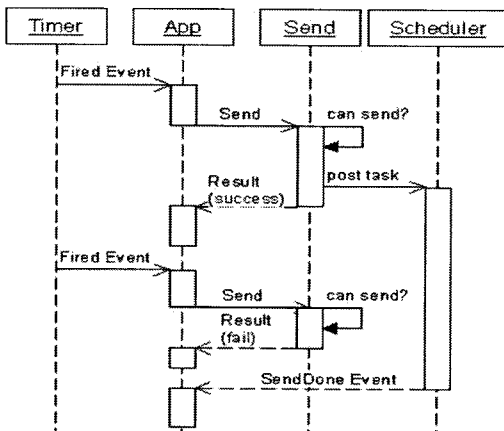 Timer App Send Scheduler
Fired Event
Send can send?
Result post task
(success)
Fired Event
Send can send?
Result
(fail)
SendDone Event